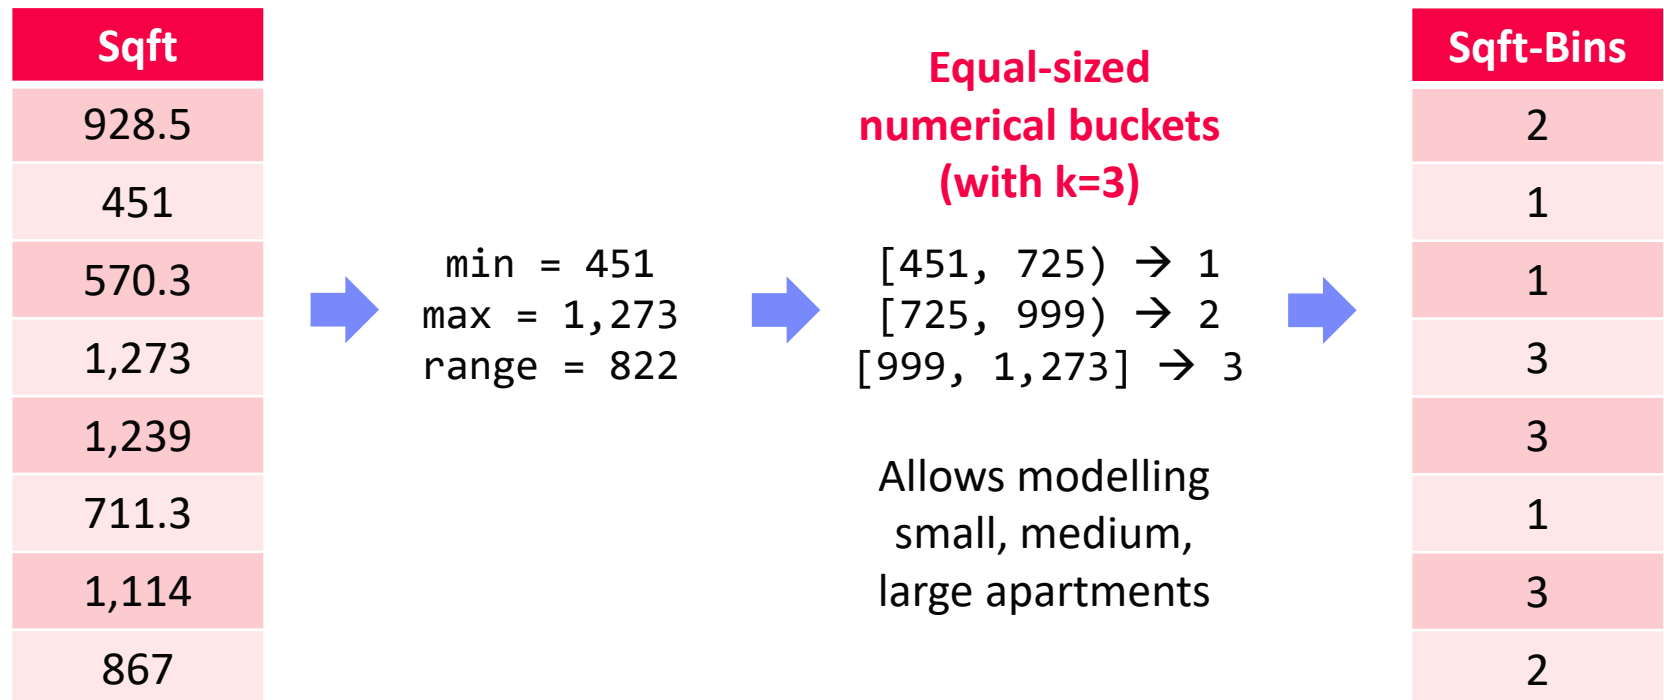 Sqft
928.5
451
570.3
1,273
1,239
711.3
1,114
867
min = 451
max = 1,273
range = 822
Equal-sized
numerical buckets
(with k=3)
[451, 725) → 1
[725, 999) → 2
[999, 1,273] → 3
Allows modelling
small, medium,
large apartments
Sqft-Bins
2
1
1
3
3
1
3
2